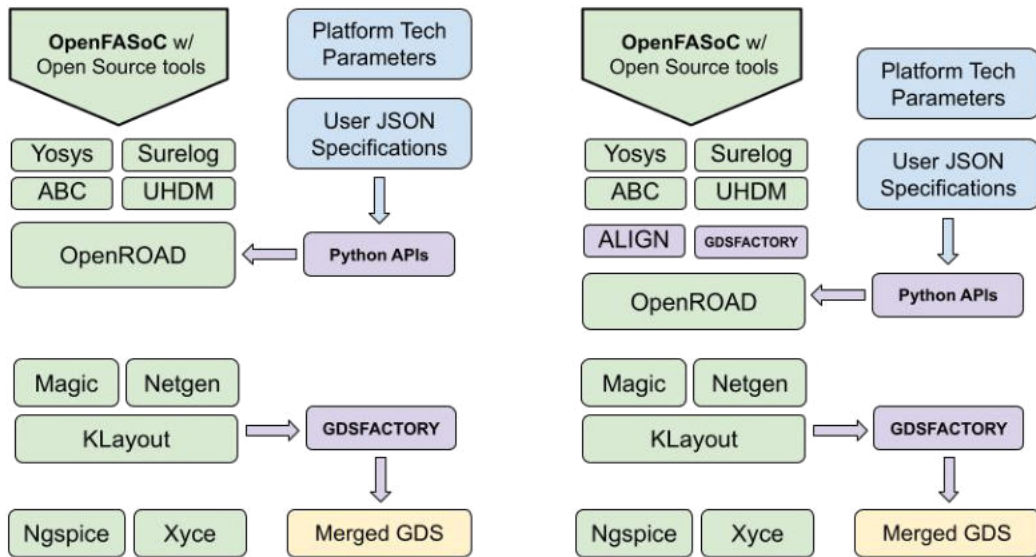 OpenFASoC w/
Open Source tools
Platform Tech
Parameters
User JSON
Specifications
Yosys
Surelog
ABC
UHDM
OpenROAD
Python APIs
Magic
Netgen
KLayout
GDSFACTORY
Ngspice
Xyce
Merged GDS
OpenFASoC w/
Open Source tools
Platform Tech
Parameters
User JSON
Specifications
Yosys
Surelog
ABC
UHDM
ALIGN
GDSFACTORY
OpenROAD
Python APIs
Magic
Netgen
KLayout
GDSFACTORY
Ngspice
Xyce
Merged GDS